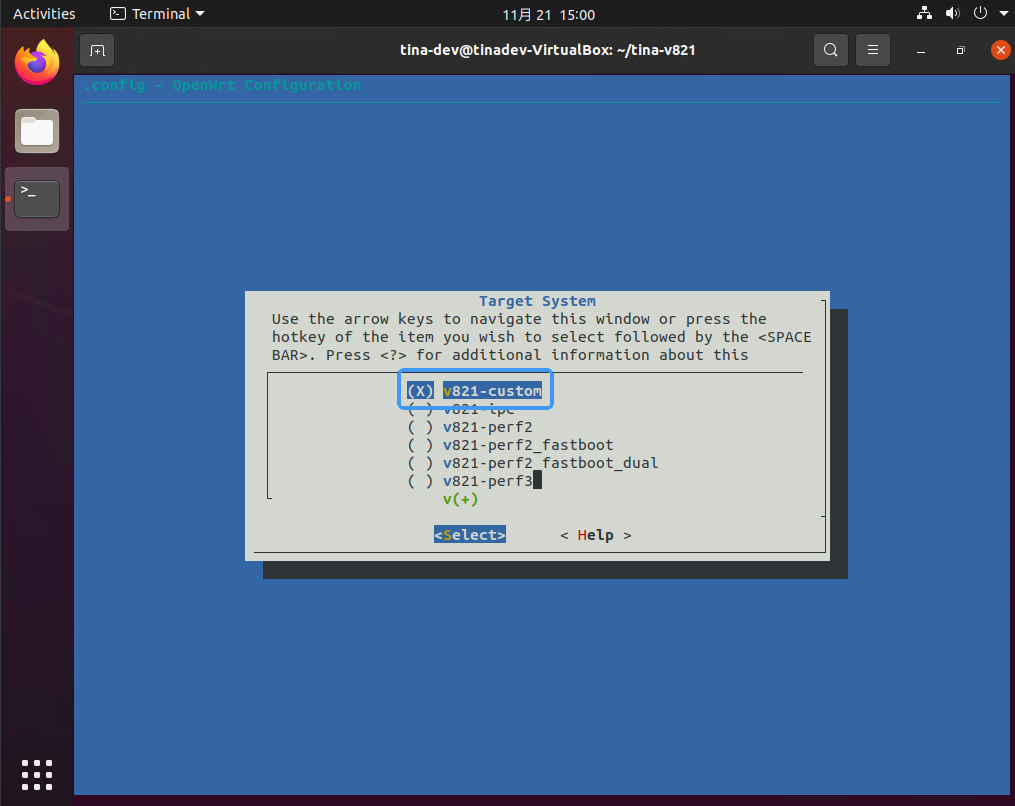 Activities
Terminal
11月 21 15:00
tina-dev@tinadev-VirtualBox: ~/tina-v821
.config - OpenWrt Configuration
Target System
Use the arrow keys to navigate this window or press the
hotkey of the item you wish to select followed by the <SPACE
BAR>. Press <?> for additional information about this
(X) v821-custom
( ) v821-ipc
( ) v821-perf2
( ) v821-perf2_fastboot
( ) v821-perf2_fastboot_dual
( ) v821-perf3
v(+)
<Select> < Help >